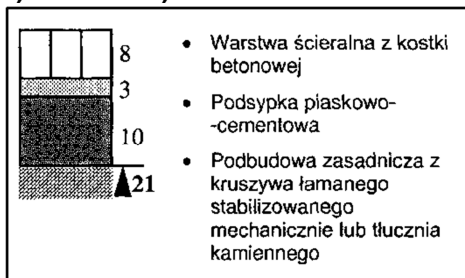 8
3
10
21
• Warstwa ścieralna z kostki
betonowej
• Podsypka piaskowo-
-cementowa
• Podbudowa zasadnicza z
kruszywa łamanego
stabilizowanego
mechanicznie lub tłucznia
kamiennego